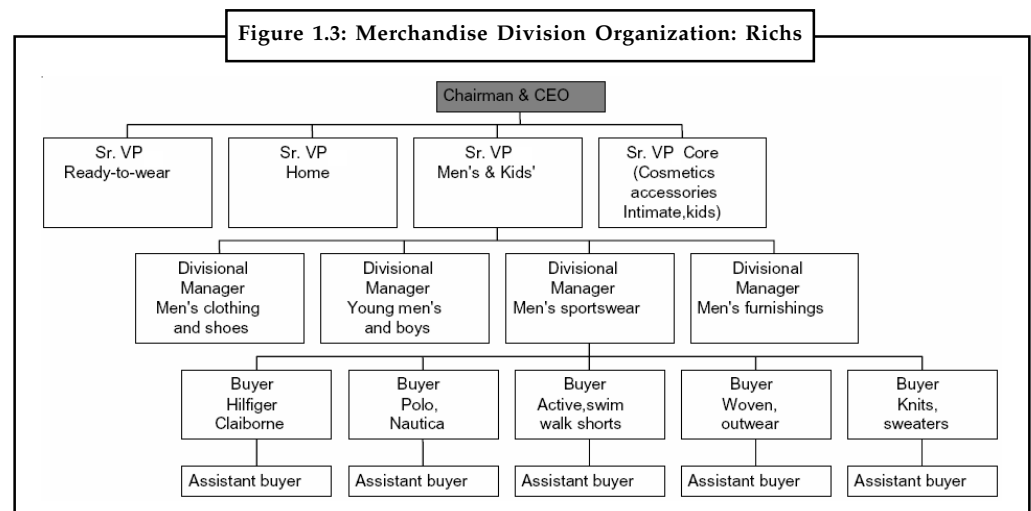 Figure 1.3: Merchandise Division Organization: Richs
Chairman & CEO
Sr. VP
Ready-to-wear
Sr. VP
Home
Sr. VP
Men's & Kids'
Sr. VP Core
(Cosmetics
accessories
Intimate,kids)
Divisional
Manager
Men's clothing
and shoes
Divisional
Manager
Young men's
and boys
Divisional
Manager
Men's sportswear
Divisional
Manager
Men's furnishings
Buyer
Hilfiger
Claiborne
Buyer
Polo,
Nautica
Buyer
Active,swim
walk shorts
Buyer
Woven,
outwear
Buyer
Knits,
sweaters
Assistant buyer
Assistant buyer
Assistant buyer
Assistant buyer
Assistant buyer